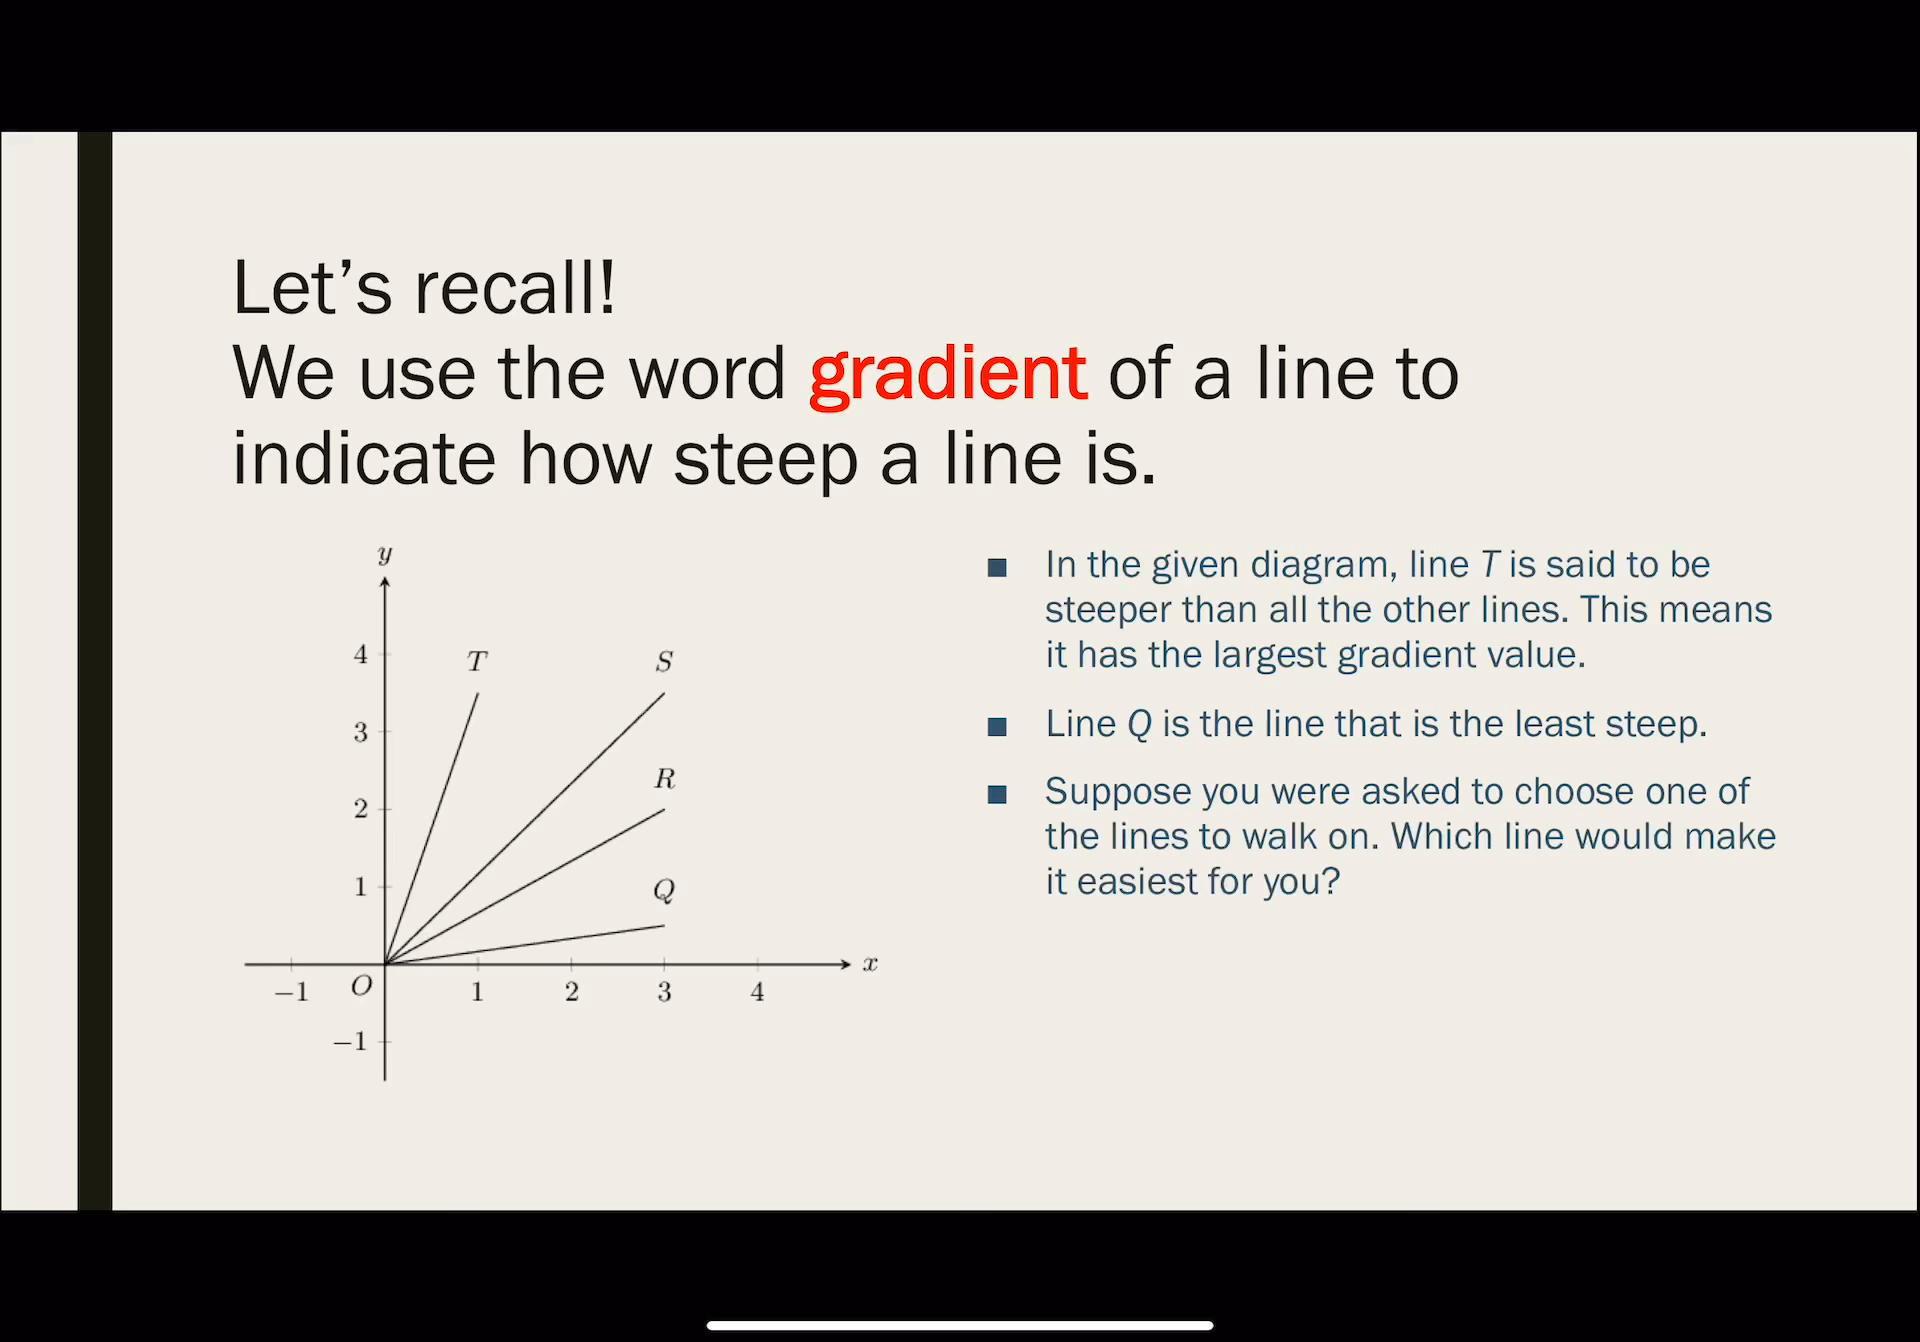 Let’s recall!
We use the word gradient of a line to
indicate how steep a line is.
y
4
3
2
1
−1
T
S
R
Q
−1
O
1
2
3
4
x
■ In the given diagram, line T is said to be
steeper than all the other lines. This means
it has the largest gradient value.
■ Line Q is the line that is the least steep.
■ Suppose you were asked to choose one of
the lines to walk on. Which line would make
it easiest for you?